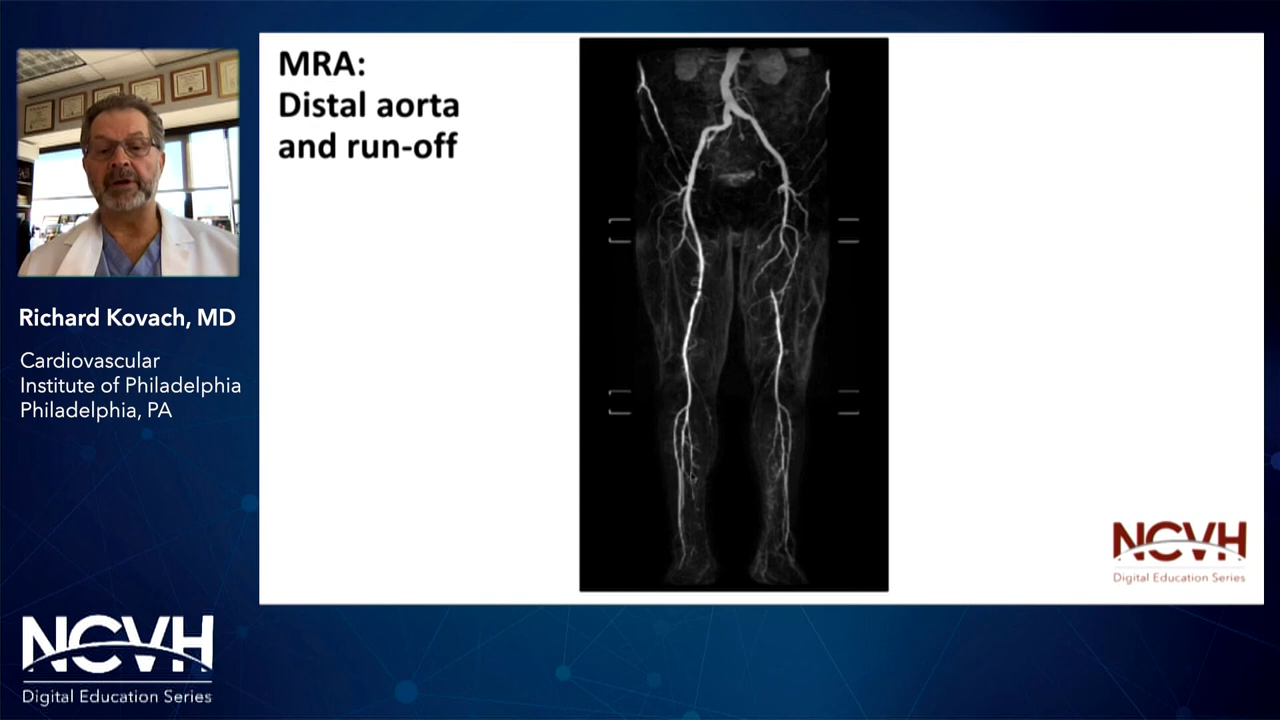 MRA:
Distal aorta
and run-off
Richard Kovach, MD
Cardiovascular
Institute of Philadelphia
Philadelphia, PA
NCVH
Digital Education Series
NCVH
Digital Education Series